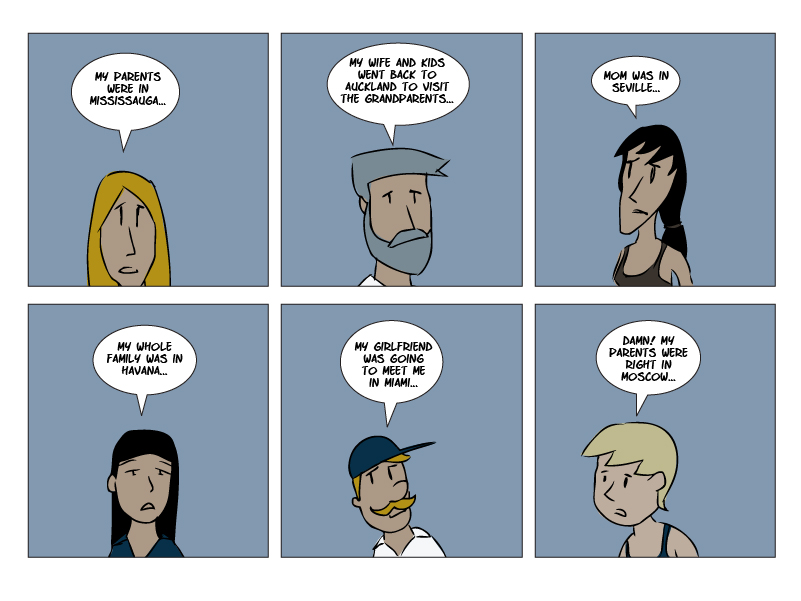 MY PARENTS
WERE IN
MISSISSAUGA...
MY WIFE AND KIDS
WENT BACK TO
AUCKLAND TO VISIT
THE GRANDPARENTS...
MOM WAS IN
SEVILLE...
MY WHOLE
FAMILY WAS IN
HAVANA...
MY GIRLFRIEND
WAS GOING
TO MEET ME
IN MIAMI...
DAMN! MY
PARENTS WERE
RIGHT IN
MOSCOW...